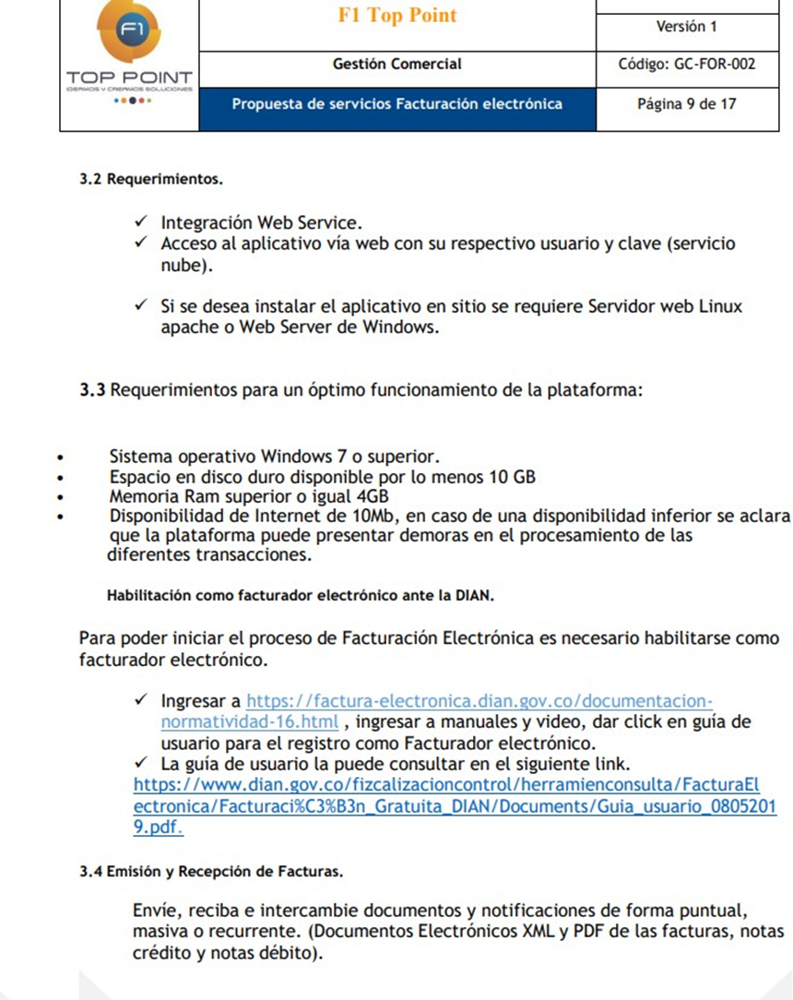 F1
TOP POINT
IDEAMOS Y CREAMOS SOLUCIONES
F1 Top Point
Versión 1
Gestión Comercial
Código: GC-FOR-002
Propuesta de servicios Facturación electrónica
Página 9 de 17
3.2 Requerimientos.
✓ Integración Web Service.
✓ Acceso al aplicativo vía web con su respectivo usuario y clave (servicio
nube).
✓ Si se desea instalar el aplicativo en sitio se requiere Servidor web Linux
apache o Web Server de Windows.
3.3 Requerimientos para un óptimo funcionamiento de la plataforma:
• Sistema operativo Windows 7 o superior.
• Espacio en disco duro disponible por lo menos 10 GB
• Memoria Ram superior o igual 4GB
• Disponibilidad de Internet de 10Mb, en caso de una disponibilidad inferior se aclara
que la plataforma puede presentar demoras en el procesamiento de las
diferentes transacciones.
Habilitación como facturador electrónico ante la DIAN.
Para poder iniciar el proceso de Facturación Electrónica es necesario habilitarse como
facturador electrónico.
✓ Ingresar a https://factura-electronica.dian.gov.co/documentacion-
normatividad-16.html , ingresar a manuales y video, dar click en guía de
usuario para el registro como Facturador electrónico.
✓ La guía de usuario la puede consultar en el siguiente link.
https://www.dian.gov.co/fizcalizacioncontrol/herramienconsulta/FacturaEl
ectronica/Facturaci%C3%B3n_Gratuita_DIAN/Documents/Guia_usuario_0805201
9.pdf.
3.4 Emisión y Recepción de Facturas.
Envíe, reciba e intercambie documentos y notificaciones de forma puntual,
masiva o recurrente. (Documentos Electrónicos XML y PDF de las facturas, notas
crédito y notas débito).